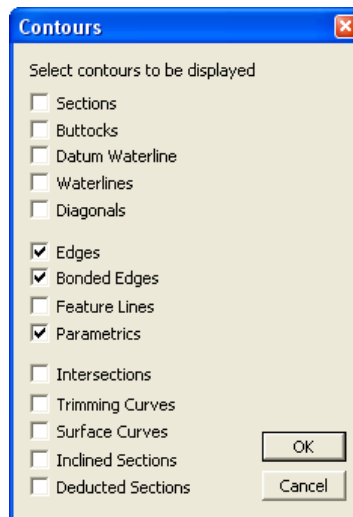 Contours
Select contours to be displayed
Sections
Buttocks
Datum Waterline
Waterlines
Diagonals
Edges
Bonded Edges
Feature Lines
Parametrics
Intersections
Trimming Curves
Surface Curves
Inclined Sections
Deducted Sections
OK
Cancel